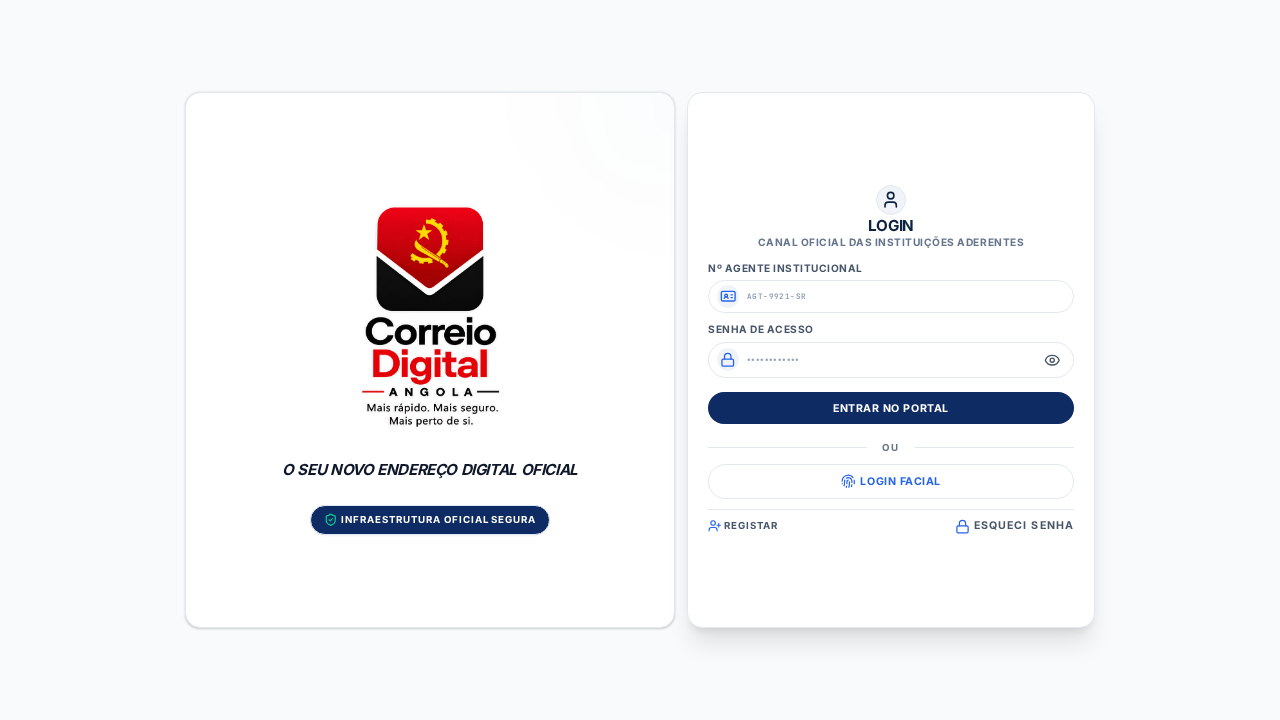 Correio
Digital
ANGOLA
Mais rápido. Mais seguro.
Mais perto de si.
O SEU NOVO ENDEREÇO DIGITAL OFICIAL
INFRAESTRUTURA OFICIAL SEGURA
LOGIN
CANAL OFICIAL DAS INSTITUIÇÕES ADERENTES
Nº AGENTE INSTITUCIONAL
AGT-9921-SR
SENHA DE ACESSO
••••••••••••
ENTRAR NO PORTAL
OU
LOGIN FACIAL
REGISTAR
ESQUECI SENHA